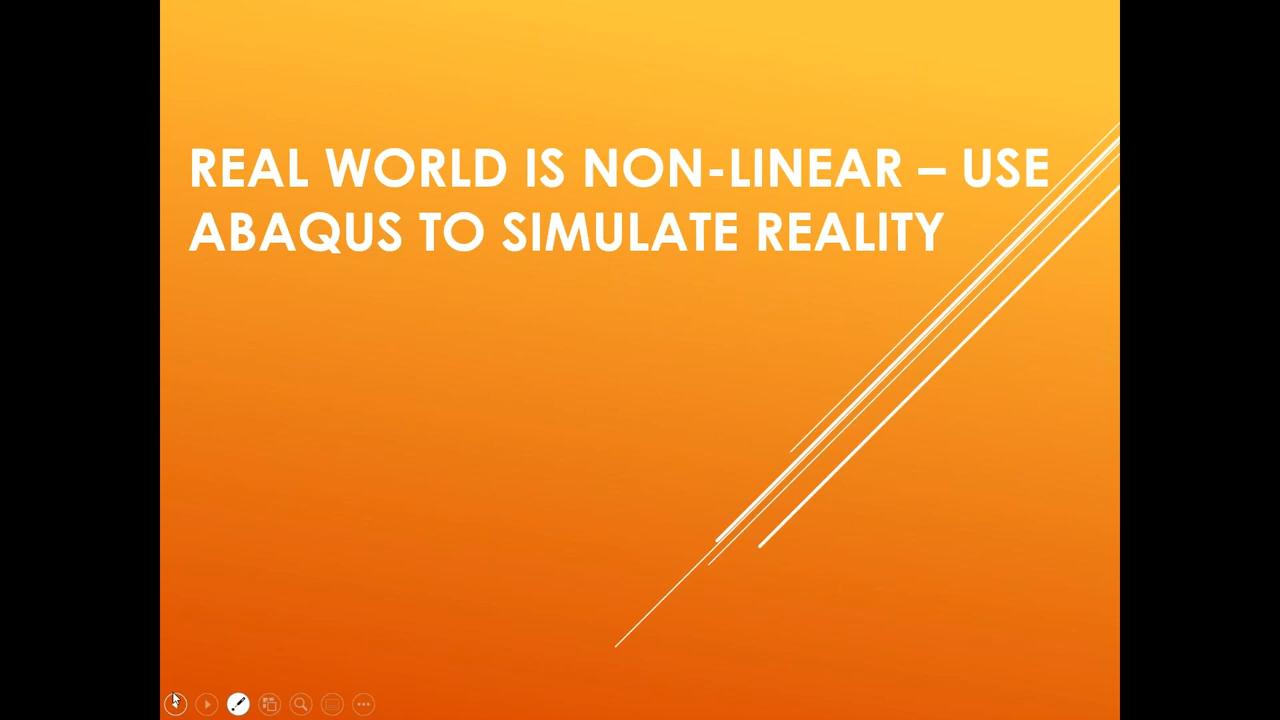 REAL WORLD IS NON-LINEAR – USE
ABAQUS TO SIMULATE REALITY